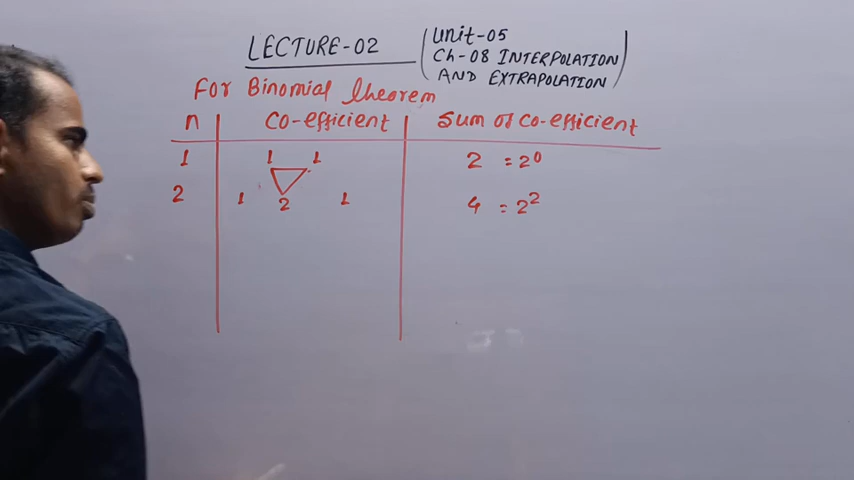 LECTURE-02
(Unit-05
Ch-08 INTERPOLATION
AND EXTRAPOLATION)
For Binomial theorem
n Co-efficient Sum of Co-efficient
1 1 1 2 = 2⁰
2 1 2 1 4 = 2²